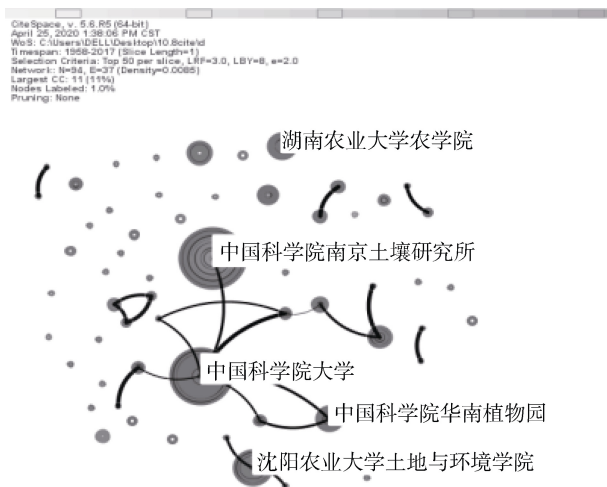 CiteSpace, v. 5.6.R5 (64-bit)
April 25, 2020 1:38:06 PM CST
WoS: C:\Users\DELL\Desktop\10.8cite\d
Timespan: 1958-2017 (Slice Length=1)
Selection Criteria: Top 50 per slice, LRF=3.0, LBY=8, e=2.0
Network: N=94, E=37 (Density=0.0085)
Largest CC: 11 (11%)
Nodes Labeled: 1.0%
Pruning: None
湖南农业大学农学院
中国科学院南京土壤研究所
中国科学院大学
中国科学院华南植物园
沈阳农业大学土地与环境学院